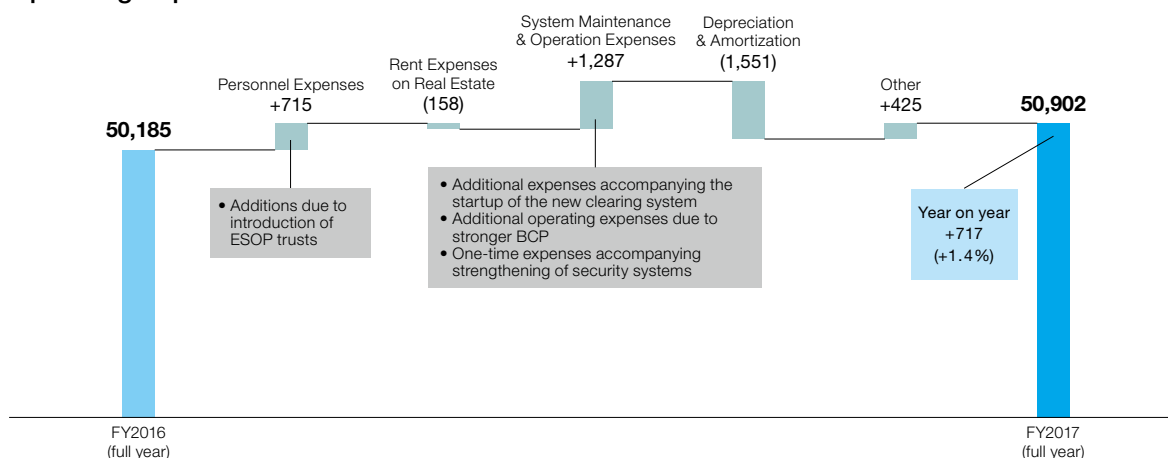 System Maintenance
& Operation Expenses
+1,287
Depreciation
& Amortization
(1,551)
Personnel Expenses
+715
Rent Expenses
on Real Estate
(158)
Other
+425
50,185
50,902
• Additions due to
introduction of
ESOP trusts
• Additional expenses accompanying the
startup of the new clearing system
• Additional operating expenses due to
stronger BCP
• One-time expenses accompanying
strengthening of security systems
Year on year
+717
(+1.4%)
FY2016
(full year)
FY2017
(full year)